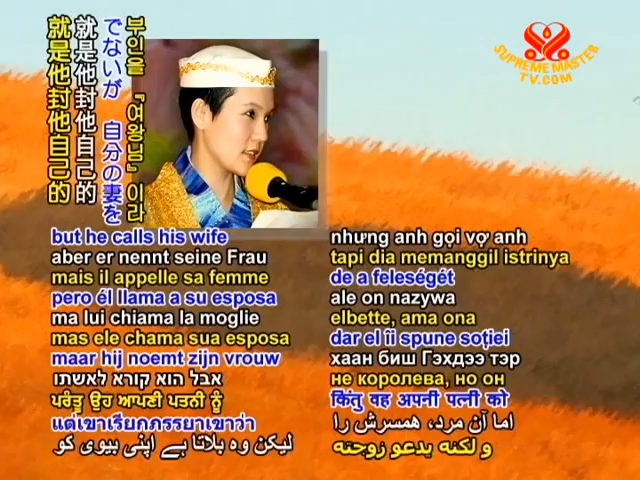 SUPREME MASTER
TV.COM
부인을 『여왕님』이라
でないが 自分の妻を
就是他封他自己的
就是他封他自己的
but he calls his wife
aber er nennt seine Frau
mais il appelle sa femme
pero él llama a su esposa
ma lui chiama la moglie
mas ele chama sua esposa
maar hij noemt zijn vrouw
אבל הוא קורא לאשתו
ਪਰੰਤੂ ਉਹ ਆਪਣੀ ਪਤਨੀ ਨੂੰ
แต่เขาเรียกภรรยาเขาว่า
لیکن وہ بلاتا ہے اپنی بیوی کو
nhưng anh gọi vợ anh
tapi dia memanggil istrinya
de a feleségét
ale on nazywa
elbette, ama ona
dar el îi spune soției
хаан биш Гэхдээ тэр
не королева, но он
किंतु वह अपनी पत्नी को
اما آن مرد، همسرش را
و لكنه يدعو زوجته